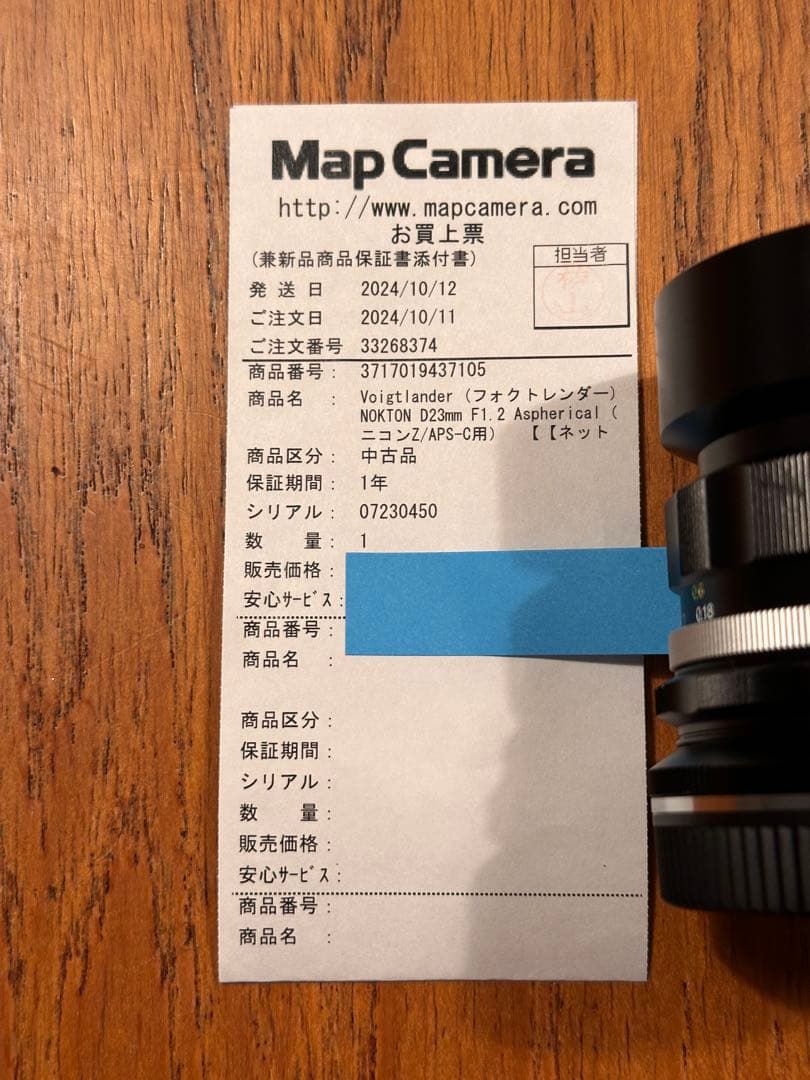 Map Camera
http://www.mapcamera.com
お買上票
(兼新品商品保証書添付書)
担当者
発送日 2024/10/12
ご注文日 2024/10/11
ご注文番号 33268374
商品番号: 3717019437105
商品名 : Voigtlander (フォクトレンダー)
NOKTON D23mm F1.2 Aspherical (
ニコンZ/APS-C用) 【【ネット
商品区分: 中古品
保証期間: 1年
シリアル: 07230450
数 量: 1
販売価格:
安心ｻｰﾋﾞｽ:
商品番号:
商品名 :
商品区分:
保証期間:
シリアル:
数 量:
販売価格:
安心ｻｰﾋﾞｽ:
商品番号:
商品名 :
0.6
0.18